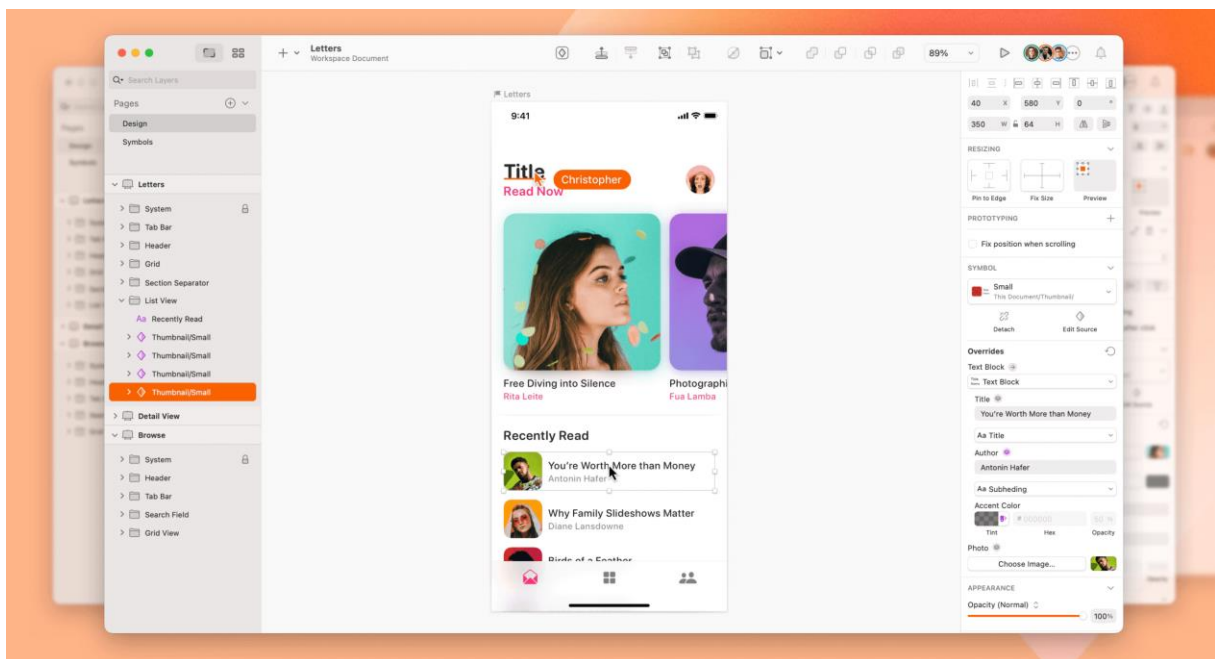 Letters
Workspace Document
89%
Search Layers
Pages
Design
Symbols
Letters
System
Tab Bar
Header
Grid
Section Separator
List View
Aa Recently Read
Thumbnail/Small
Thumbnail/Small
Thumbnail/Small
Thumbnail/Small
Detail View
Browse
System
Header
Tab Bar
Search Field
Grid View
Letters
9:41
Title
Christopher
Read Now
Free Diving into Silence
Rita Leite
Photographi
Fua Lamba
Recently Read
You're Worth More than Money
Antonin Hafer
Why Family Slideshows Matter
Diane Lansdowne
Birds of a Feather
40 X 580 Y 0 °
350 W 64 H
RESIZING
Pin to Edge Fix Size Preview
PROTOTYPING
Fix position when scrolling
SYMBOL
Small
This Document/Thumbnail/
Detach Edit Source
Overrides
Text Block
Text Block
Title
You're Worth More than Money
Aa Title
Author
Antonin Hafer
Aa Subheding
Accent Color
# 000000 50 %
Tint Hex Opacity
Photo
Choose Image...
APPEARANCE
Opacity (Normal)
100%